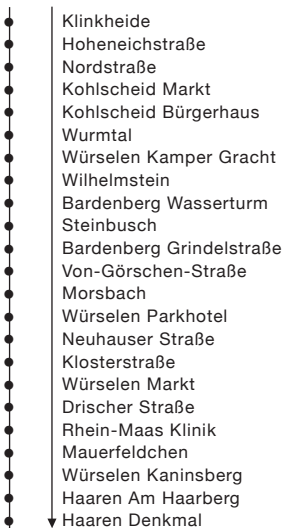 Klinkheide
Hoheneichstraße
Nordstraße
Kohlscheid Markt
Kohlscheid Bürgerhaus
Wurmtal
Würselen Kamper Gracht
Wilhelmstein
Bardenberg Wasserturm
Steinbusch
Bardenberg Grindelstraße
Von-Görschen-Straße
Morsbach
Würselen Parkhotel
Neuhauser Straße
Klosterstraße
Würselen Markt
Drischer Straße
Rhein-Maas Klinik
Mauerfeldchen
Würselen Kaninsberg
Haaren Am Haarberg
Haaren Denkmal